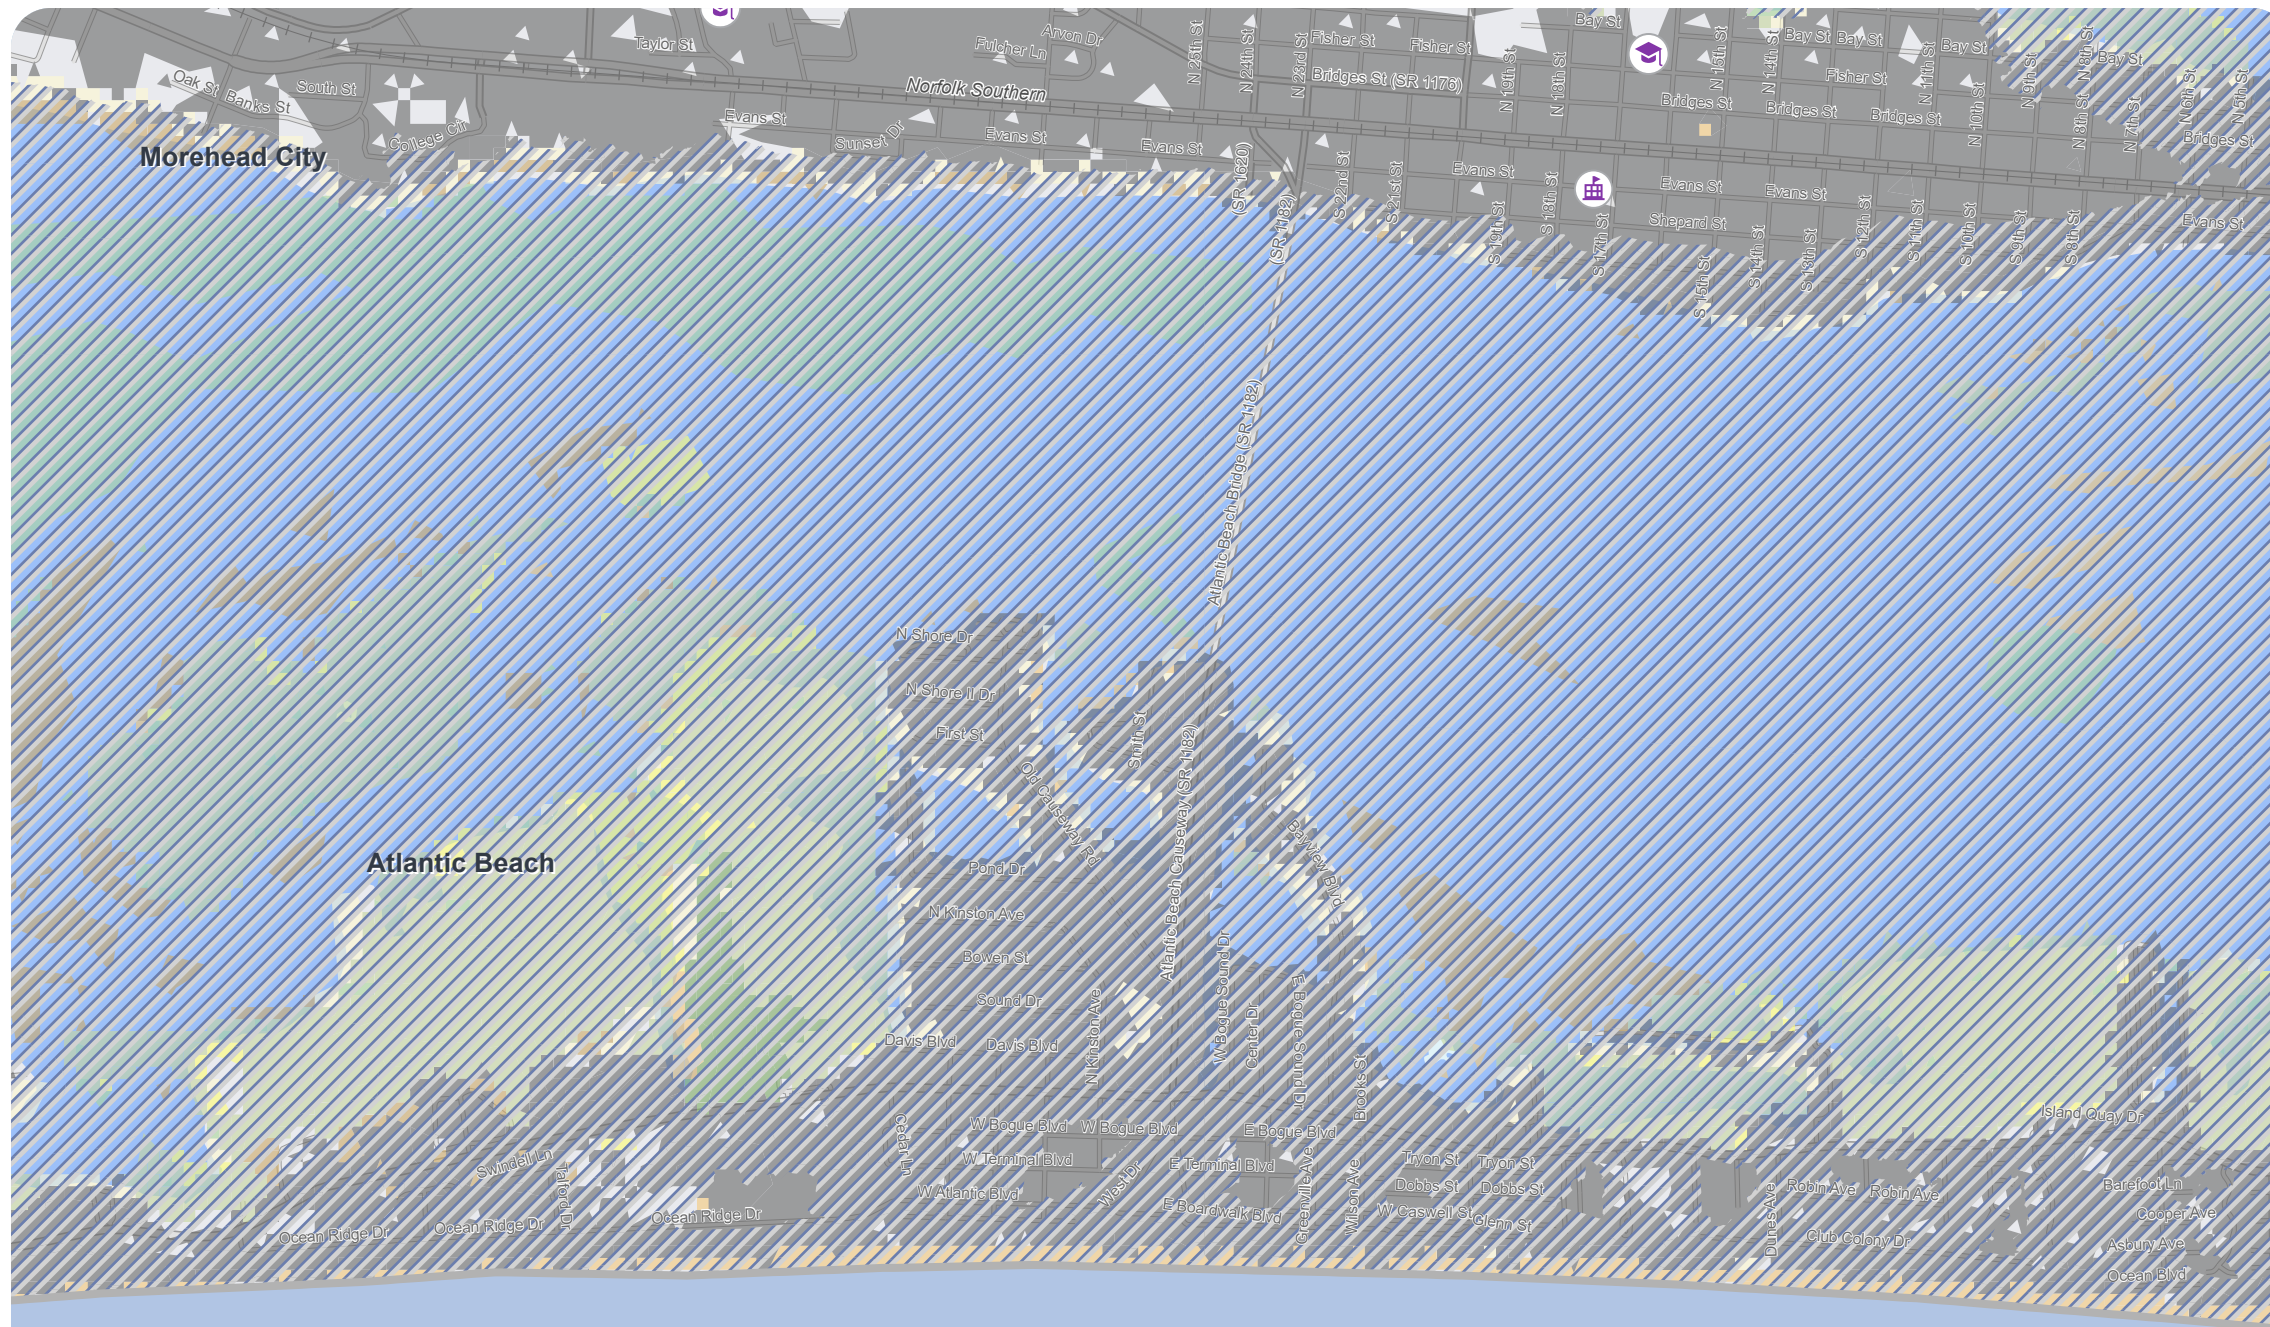 Bay St
Arvon Dr
Taylor St
Fulcher Ln
N 25th St
N 24th St
N 23rd St
Fisher St
Fisher St
N 19th St
N 18th St
N 15th St
N 14th St
Bay St
Bay St
N 11th St
Bay St
N 9th St
N 8th St
Bay St
Oak St
Banks St
South St
Norfolk Southern
Bridges St (SR 1176)
Fisher St
Bridges St
Bridges St
Bridges St
N 10th St
N 8th St
N 7th St
N 6th St
N 5th St
Bridges St
College Cir
Evans St
Sunset Dr
Evans St
Evans St
Morehead City
(SR 1620)
(SR 1182)
S 22nd St
S 21st St
Evans St
S 19th St
S 18th St
S 17th St
Evans St
Shepard St
Evans St
S 15th St
S 14th St
S 13th St
S 12th St
S 11th St
S 10th St
S 9th St
S 8th St
Evans St
Atlantic Beach Bridge (SR 1182)
N Shore Dr
N Shore II Dr
First St
Smith St
Old Causeway Rd
Atlantic Beach Causeway (SR 1182)
Bayview Blvd
Atlantic Beach
Pond Dr
N Kinston Ave
Bowen St
Sound Dr
Davis Blvd
Davis Blvd
N Kinston Ave
W Bogue Sound Dr
Center Dr
E Bogue Sound Dr
Brooks St
Cedar Ln
W Bogue Blvd
W Bogue Blvd
E Bogue Blvd
Island Quay Dr
Swindell Ln
Talford Dr
W Terminal Blvd
E Terminal Blvd
Tryon St
Tryon St
W Atlantic Blvd
West Dr
Greenville Ave
Wilson Ave
Dobbs St
Dobbs St
Robin Ave
Robin Ave
Barefoot Ln
Ocean Ridge Dr
Ocean Ridge Dr
Ocean Ridge Dr
E Boardwalk Blvd
W Caswell St
Glenn St
Dunes Ave
Club Colony Dr
Cooper Ave
Asbury Ave
Ocean Blvd